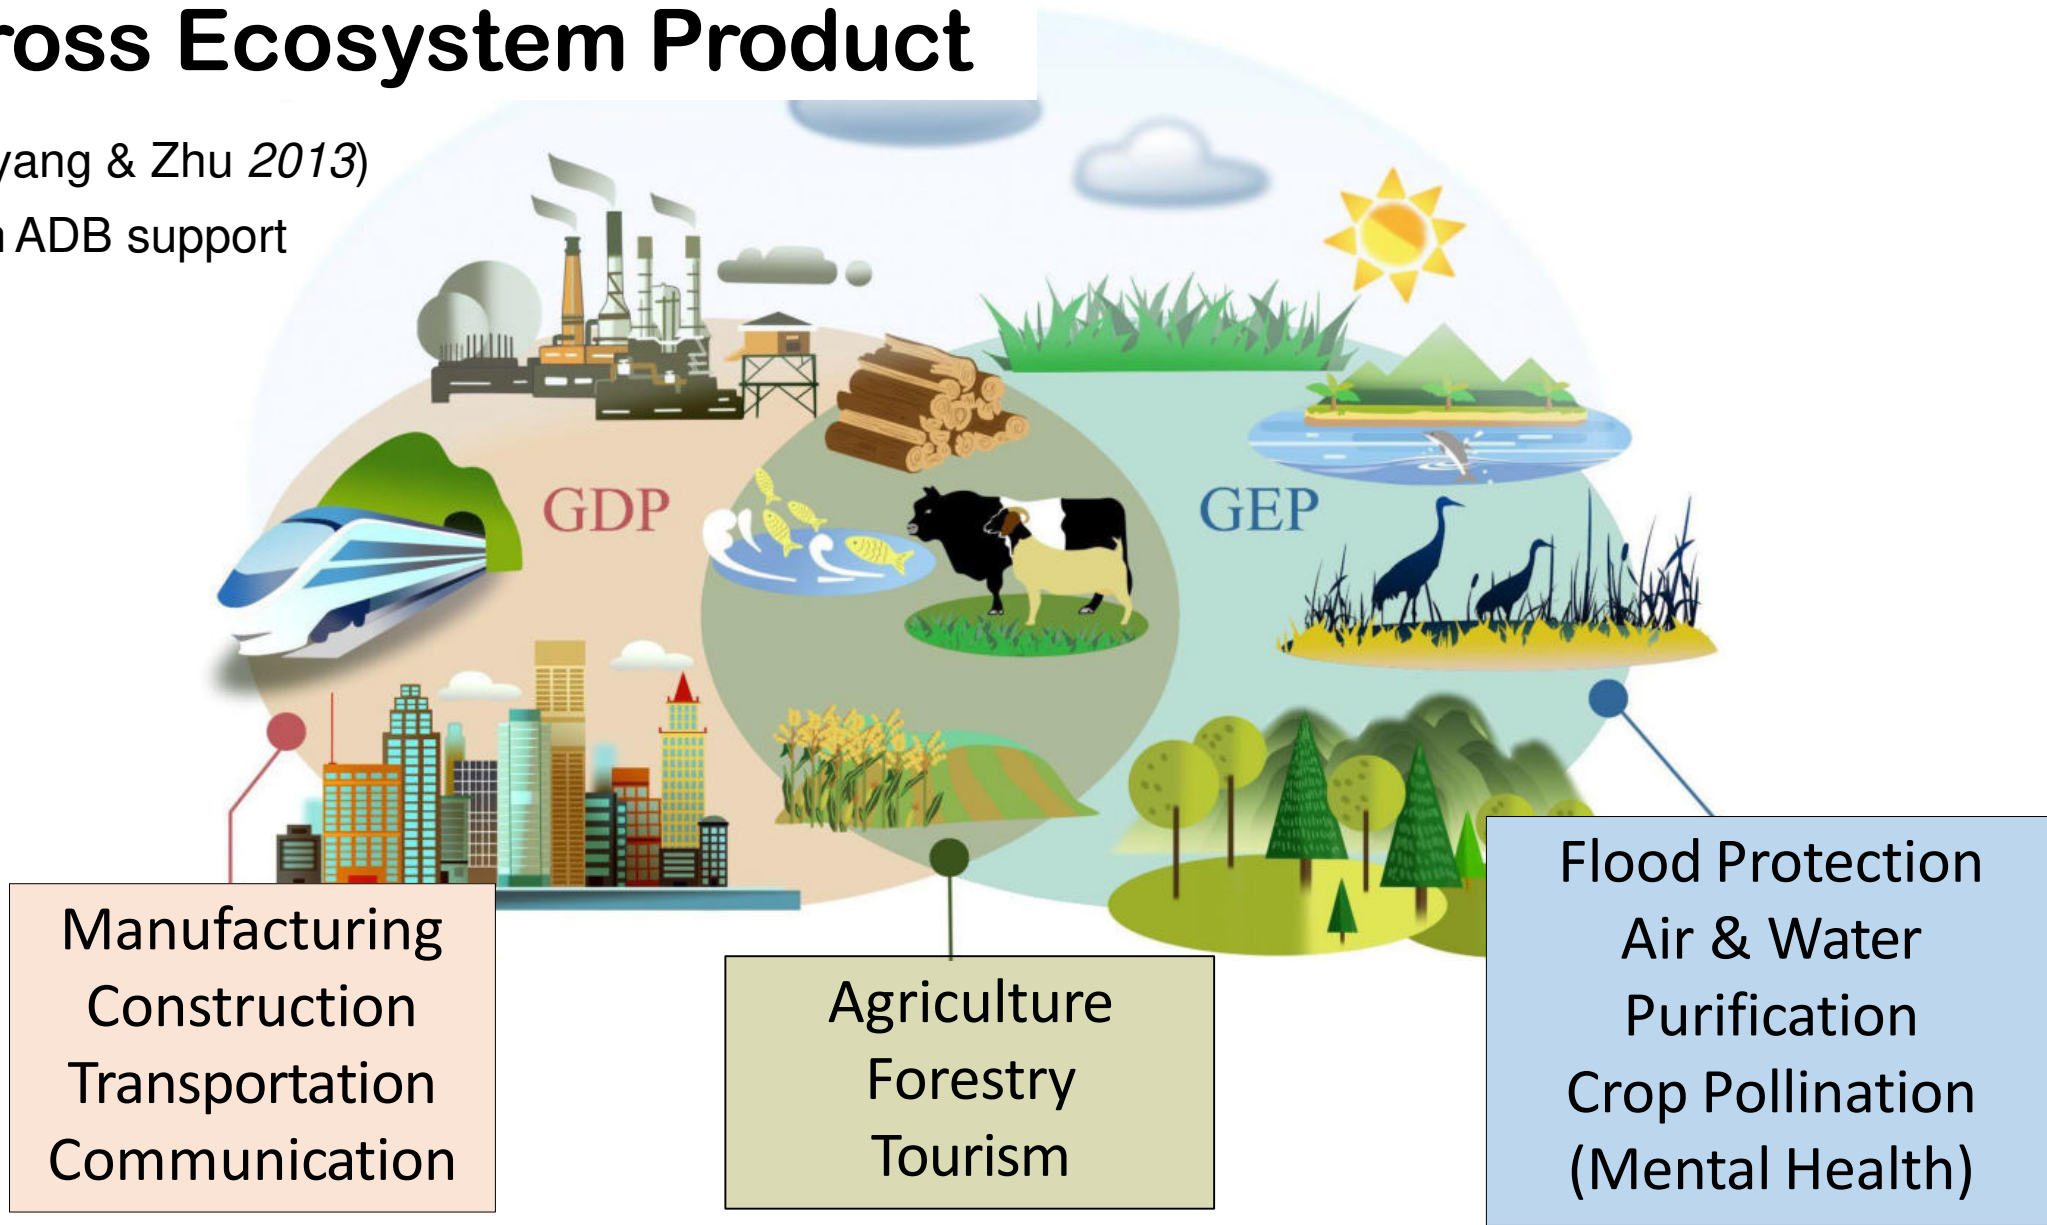 ross Ecosystem Product
yang & Zhu 2013)
ADB support
GDP
GEP
Manufacturing
Construction
Transportation
Communication
Agriculture
Forestry
Tourism
Flood Protection
Air & Water
Purification
Crop Pollination
(Mental Health)